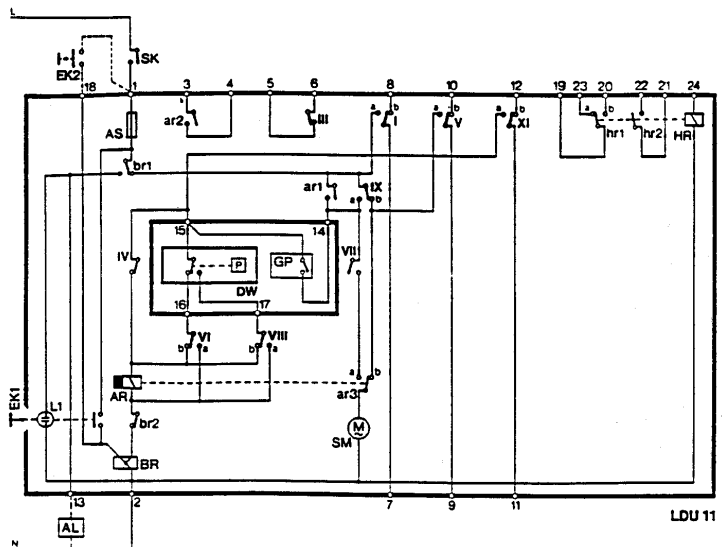 L
EK2
SK
18 1 3 4 5 6 8 10 12 19 23 20 22 21 24
AS
ar2
III
a b I
a b V
a b XI
a b
hr1
hr2
HR
br1
ar1
IX
a b
15 14
IV
P
GP
VII
DW
16 17
VI
b a
VIII
b a
a b
AR
ar3
EK1
L1
br2
M
SM
BR
13 2 7 9 11
LDU 11
AL
N